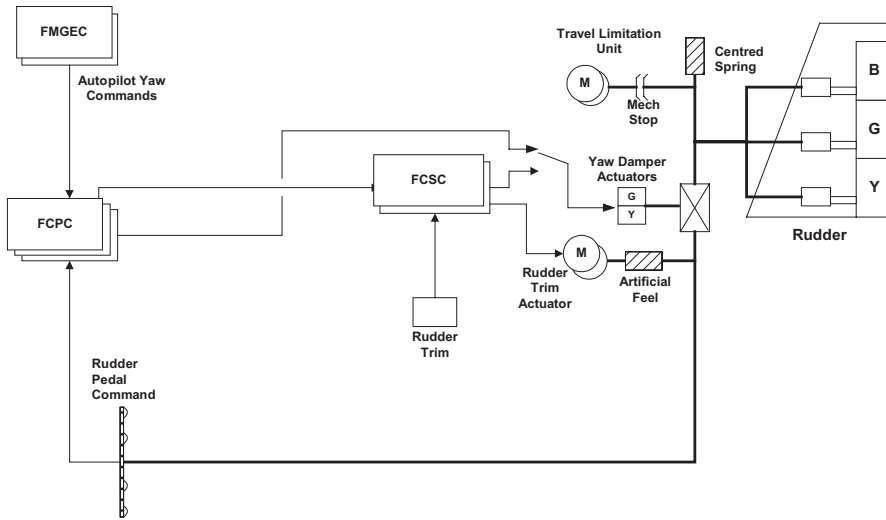 FMGEC
Autopilot Yaw
Commands
Travel Limitation
Unit
M
Mech
Stop
Centred
Spring
B
G
Y
Rudder
FCSC
FCPC
Yaw Damper
Actuators
G
Y
M
Rudder
Trim
Actuator
Artificial
Feel
Rudder
Trim
Rudder
Pedal
Command